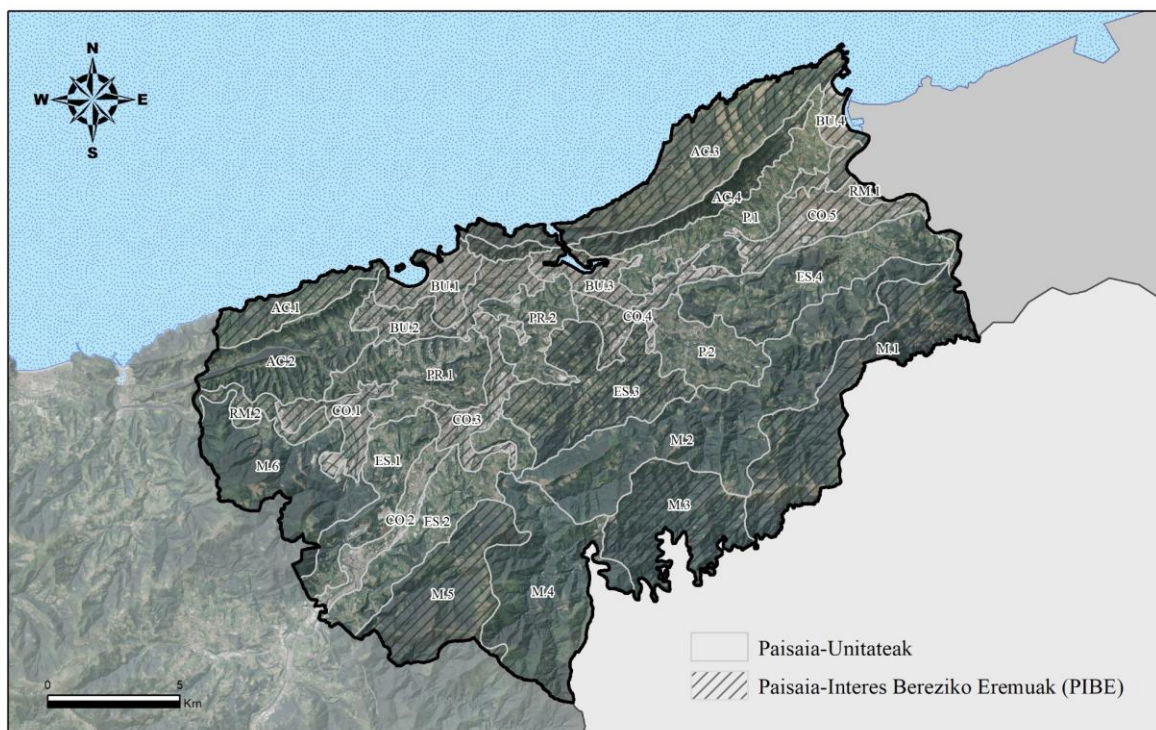 N
W E
S
BU.4
AC.3
RM.1
AC.4
P.1
CO.5
ES.4
BU.1
BU.3
AC.1
CO.4
BU.2
PR.2
P.2
M.1
AC.2
PR.1
ES.3
RM.2
CO.1
CO.3
M.2
M.6
ES.1
M.3
CO.2
ES.2
M.5
M.4
Paisaia-Unitateak
Paisaia-Interes Bereziko Eremuak (PIBE)
0 5
Km